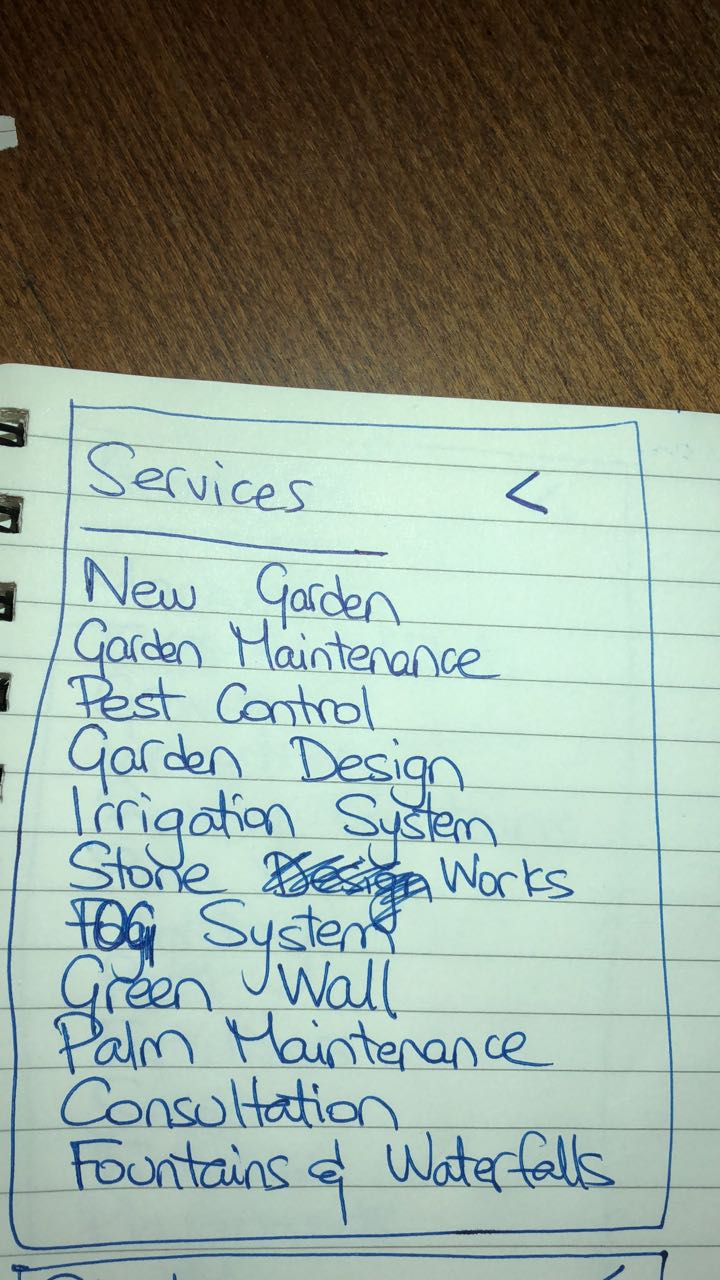 Services <
New Garden
Garden Maintenance
Pest Control
Garden Design
Irrigation System
Stone Works
FOG System
Green Wall
Palm Maintenance
Consultation
Fountains & Waterfalls